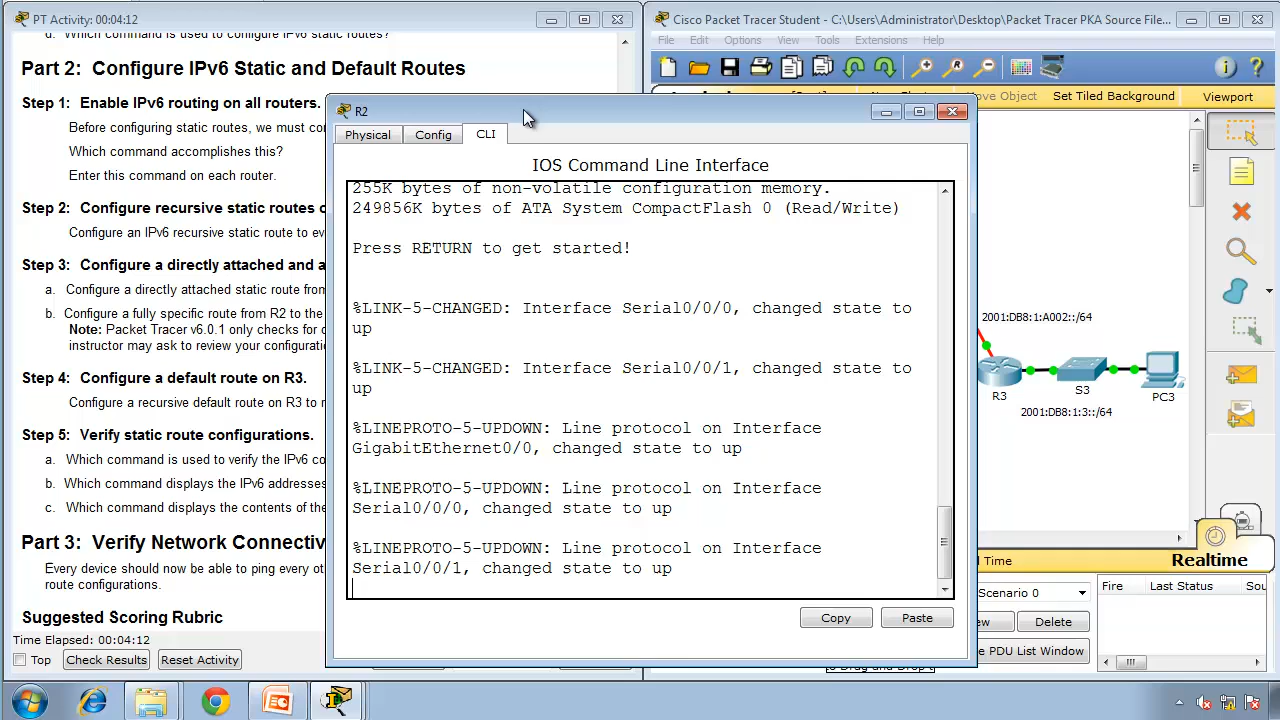 PT Activity: 00:04:12
d. Which command is used to configure IPv6 static routes?
Part 2: Configure IPv6 Static and Default Routes
Step 1: Enable IPv6 routing on all routers.
Before configuring static routes, we must con
Which command accomplishes this?
Enter this command on each router.
Step 2: Configure recursive static routes o
Configure an IPv6 recursive static route to ev
Step 3: Configure a directly attached and a
a. Configure a directly attached static route from
b. Configure a fully specific route from R2 to the
Note: Packet Tracer v6.0.1 only checks for c
instructor may ask to review your configuration
Step 4: Configure a default route on R3.
Configure a recursive default route on R3 to r
Step 5: Verify static route configurations.
a. Which command is used to verify the IPv6 co
b. Which command displays the IPv6 addresses
c. Which command displays the contents of the
Part 3: Verify Network Connectiv
Every device should now be able to ping every ot
route configurations.
Suggested Scoring Rubric
Time Elapsed: 00:04:12
Top
Check Results
Reset Activity
R2
Physical
Config
CLI
IOS Command Line Interface
255K bytes of non-volatile configuration memory.
249856K bytes of ATA System CompactFlash 0 (Read/Write)
Press RETURN to get started!
%LINK-5-CHANGED: Interface Serial0/0/0, changed state to
up
%LINK-5-CHANGED: Interface Serial0/0/1, changed state to
up
%LINEPROTO-5-UPDOWN: Line protocol on Interface
GigabitEthernet0/0, changed state to up
%LINEPROTO-5-UPDOWN: Line protocol on Interface
Serial0/0/0, changed state to up
%LINEPROTO-5-UPDOWN: Line protocol on Interface
Serial0/0/1, changed state to up
Copy
Paste
Cisco Packet Tracer Student - C:\Users\Administrator\Desktop\Packet Tracer PKA Source File...
File Edit Options View Tools Extensions Help
Move Object
Set Tiled Background
Viewport
2001:DB8:1:A002::/64
R3
S3
PC3
2001:DB8:1:3::/64
Time
Realtime
Scenario 0
Fire Last Status Sou
Delete
PDU List Window